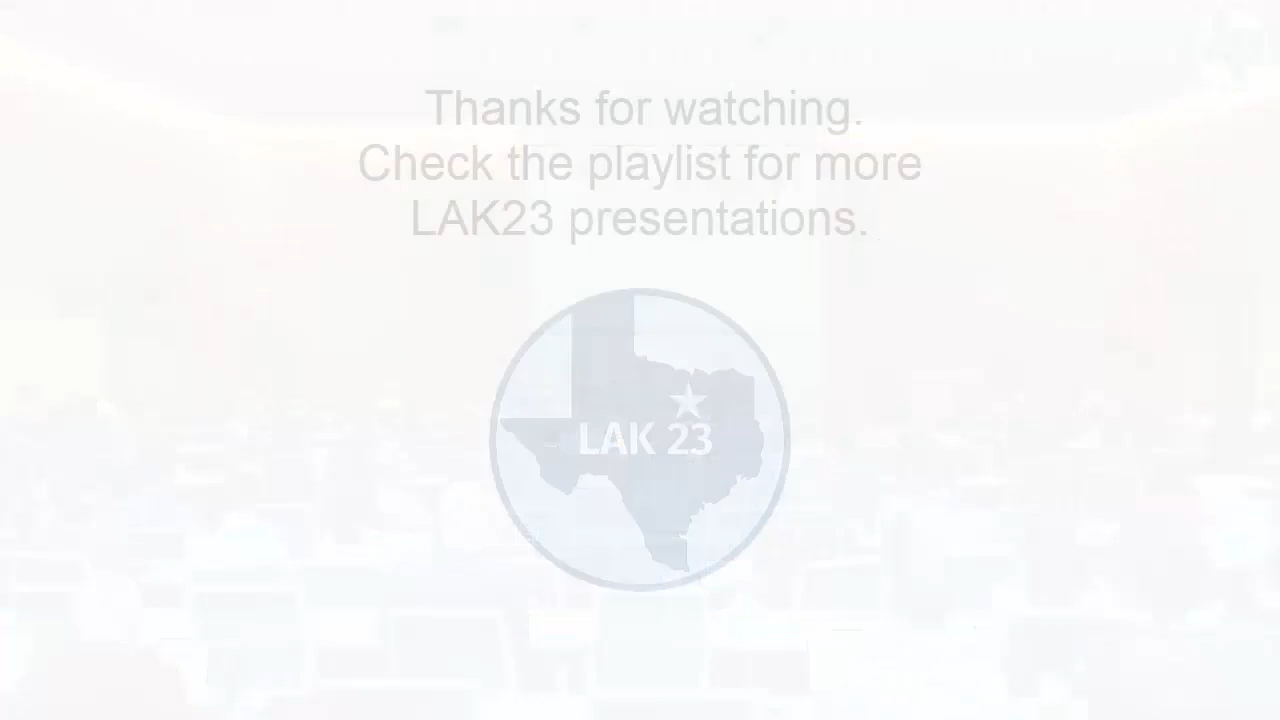 Thanks for watching.
Check the playlist for more
LAK23 presentations.
LAK 23